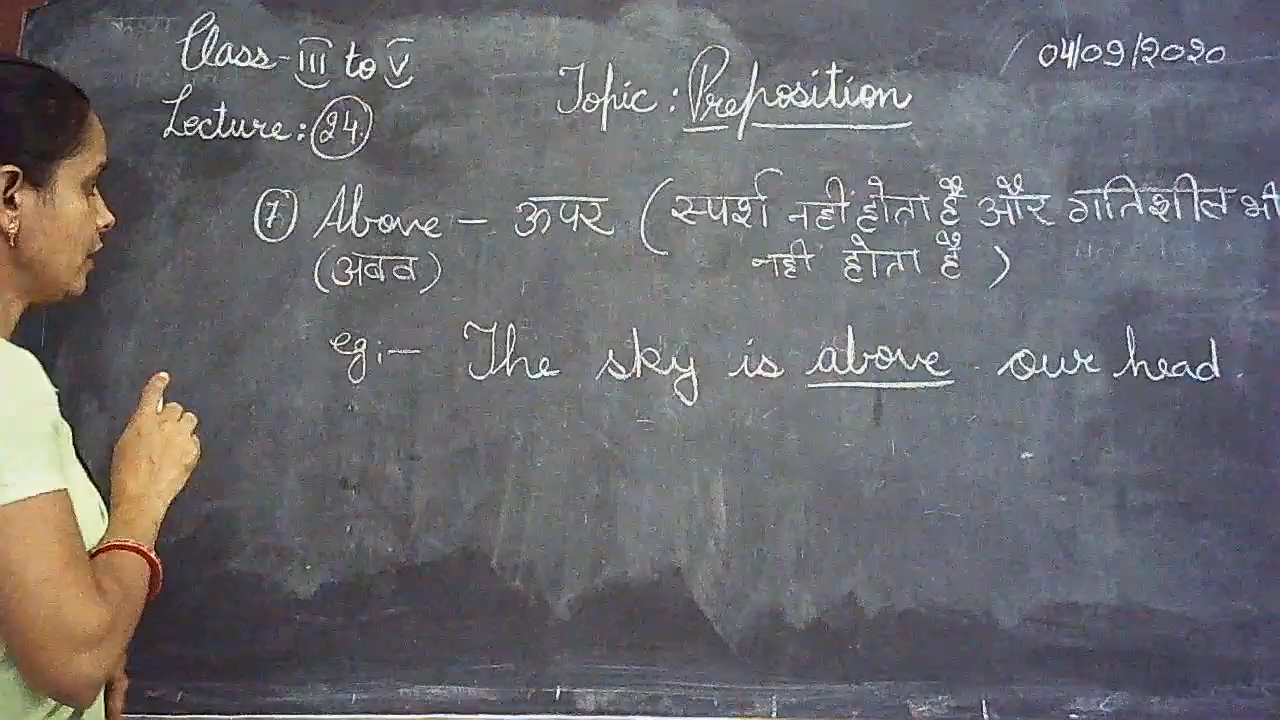 Class - III to V
Lecture: 24
Topic: Preposition
04/09/2020
7. Above - ऊपर (स्पर्श नहीं होता है और गतिशील भी
(अबव) नहीं होता है)
eg:- The sky is above our head